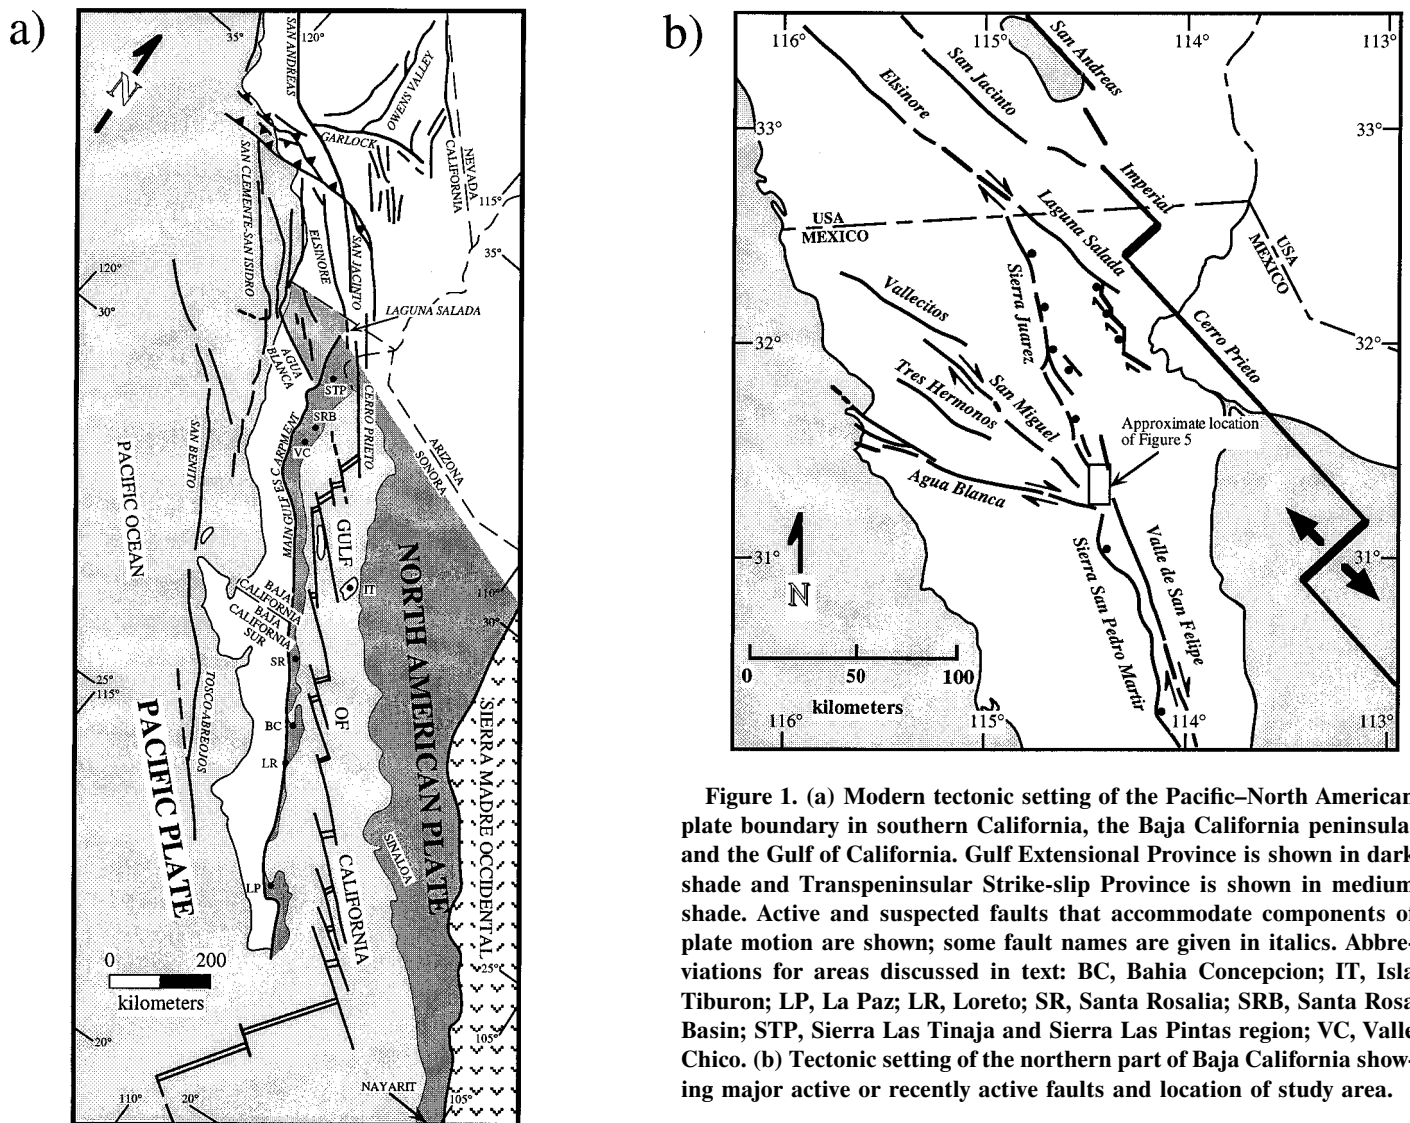 a)
35°
120°
SAN ANDREAS
N
OWENS VALLEY
GARLOCK
NEVADA
CALIFORNIA
115°
35°
SAN CLEMENTE-SAN ISIDRO
ELSINORE
SAN JACINTO
120°
30°
LAGUNA SALADA
AGUA
BLANCA
STP
SRB
VC
CERRO PRIETO
MAIN GULF ESCARPMENT
SAN BENITO
ARIZONA
SONORA
PACIFIC OCEAN
GULF
OF
CALIFORNIA
IT
110°
30°
BAJA
CALIFORNIA
BAJA
CALIFORNIA
SUR
NORTH AMERICAN PLATE
SR
25°
115°
TOSCO-ABREOJOS
BC
LR
PACIFIC PLATE
SIERRA MADRE OCCIDENTAL
SINALOA
LP
0 200
kilometers
25°
20°
105°
NAYARIT
110°
20°
105°
b)
116°
115°
114°
113°
San Andreas
San Jacinto
Elsinore
33°
33°
Imperial
USA
MEXICO
Laguna Salada
USA
MEXICO
Sierra Juarez
Vallecitos
Cerro Prieto
32°
32°
Tres Hermonos
San Miguel
Approximate location
of Figure 5
Agua Blanca
31°
31°
N
Sierra San Pedro Martir
Valle de San Felipe
0 50 100
kilometers
116°
115°
114°
113°
Figure 1. (a) Modern tectonic setting of the Pacific–North American
plate boundary in southern California, the Baja California peninsula
and the Gulf of California. Gulf Extensional Province is shown in dark
shade and Transpeninsular Strike-slip Province is shown in medium
shade. Active and suspected faults that accommodate components of
plate motion are shown; some fault names are given in italics. Abbre-
viations for areas discussed in text: BC, Bahia Concepcion; IT, Isla
Tiburon; LP, La Paz; LR, Loreto; SR, Santa Rosalia; SRB, Santa Rosa
Basin; STP, Sierra Las Tinaja and Sierra Las Pintas region; VC, Valle
Chico. (b) Tectonic setting of the northern part of Baja California show-
ing major active or recently active faults and location of study area.